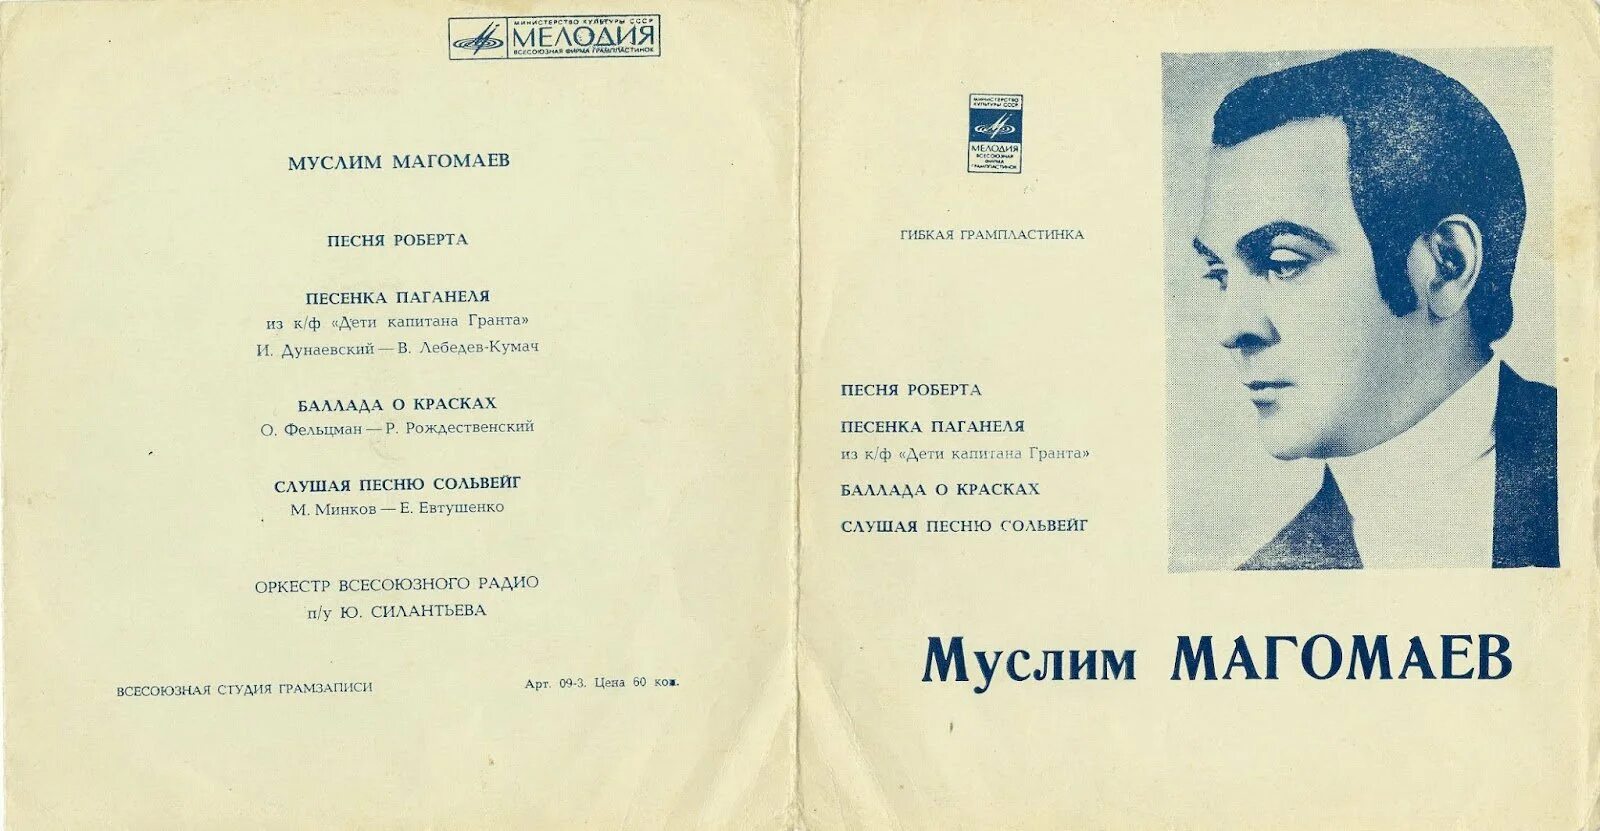 МИНИСТЕРСТВО КУЛЬТУРЫ СССР
МЕЛОДИЯ
ВСЕСОЮЗНАЯ ФИРМА ГРАМПЛАСТИНОК
МУСЛИМ МАГОМАЕВ
ПЕСНЯ РОБЕРТА
ПЕСЕНКА ПАГАНЕЛЯ
из к/ф «Дети капитана Гранта»
И. Дунаевский — В. Лебедев-Кумач
БАЛЛАДА О КРАСКАХ
О. Фельцман — Р. Рождественский
СЛУШАЯ ПЕСНЮ СОЛЬВЕЙГ
М. Минков — Е. Евтушенко
ОРКЕСТР ВСЕСОЮЗНОГО РАДИО
п/у Ю. СИЛАНТЬЕВА
ВСЕСОЮЗНАЯ СТУДИЯ ГРАМЗАПИСИ
Арт. 09-3. Цена 60 коп.
МИНИСТЕРСТВО
КУЛЬТУРЫ СССР
МЕЛОДИЯ
ВСЕСОЮЗНАЯ
ФИРМА
ГРАМПЛАСТИНОК
ГИБКАЯ ГРАМПЛАСТИНКА
ПЕСНЯ РОБЕРТА
ПЕСЕНКА ПАГАНЕЛЯ
из к/ф «Дети капитана Гранта»
БАЛЛАДА О КРАСКАХ
СЛУШАЯ ПЕСНЮ СОЛЬВЕЙГ
Муслим МАГОМАЕВ